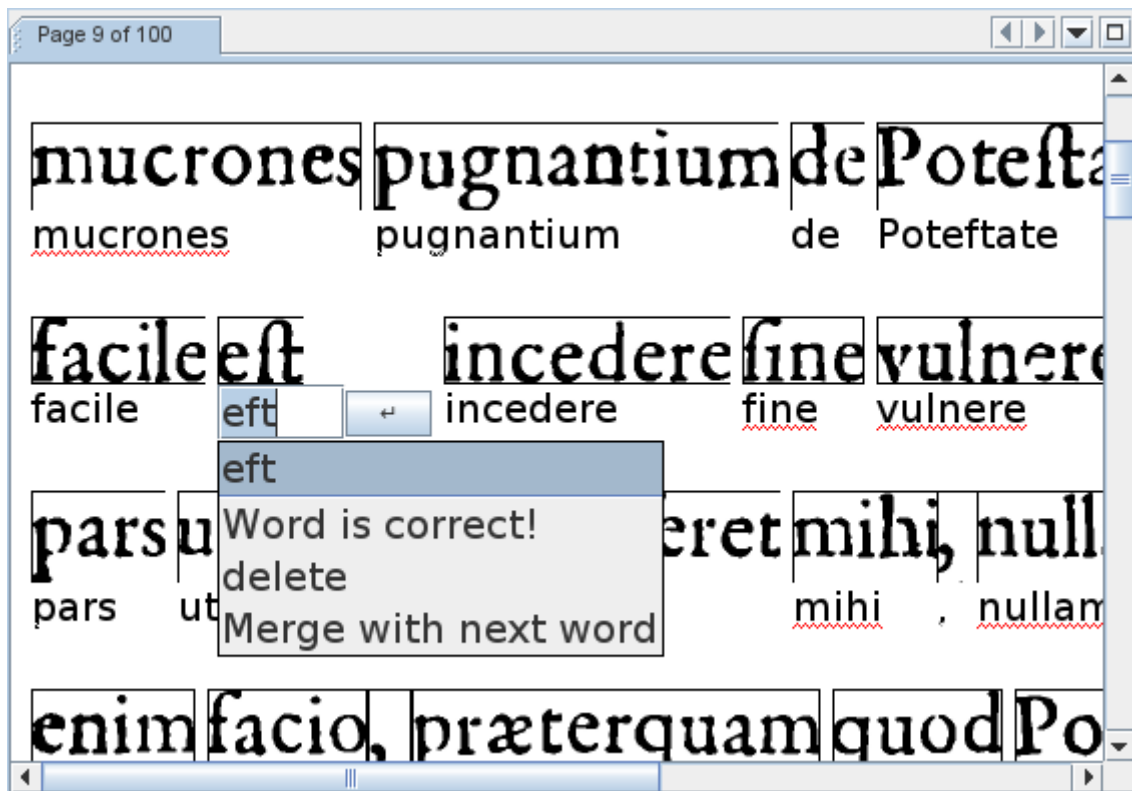 Page 9 of 100
mucrones pugnantium de Poteſta
mucrones pugnantium de Poteftate
facile eſt incedere ſine vulnere
facile eft incedere fine vulnere
eft
pars eret mihi, null
Word is correct!
delete
pars ut mihi , nullam
Merge with next word
enim facio, præterquam quod Po